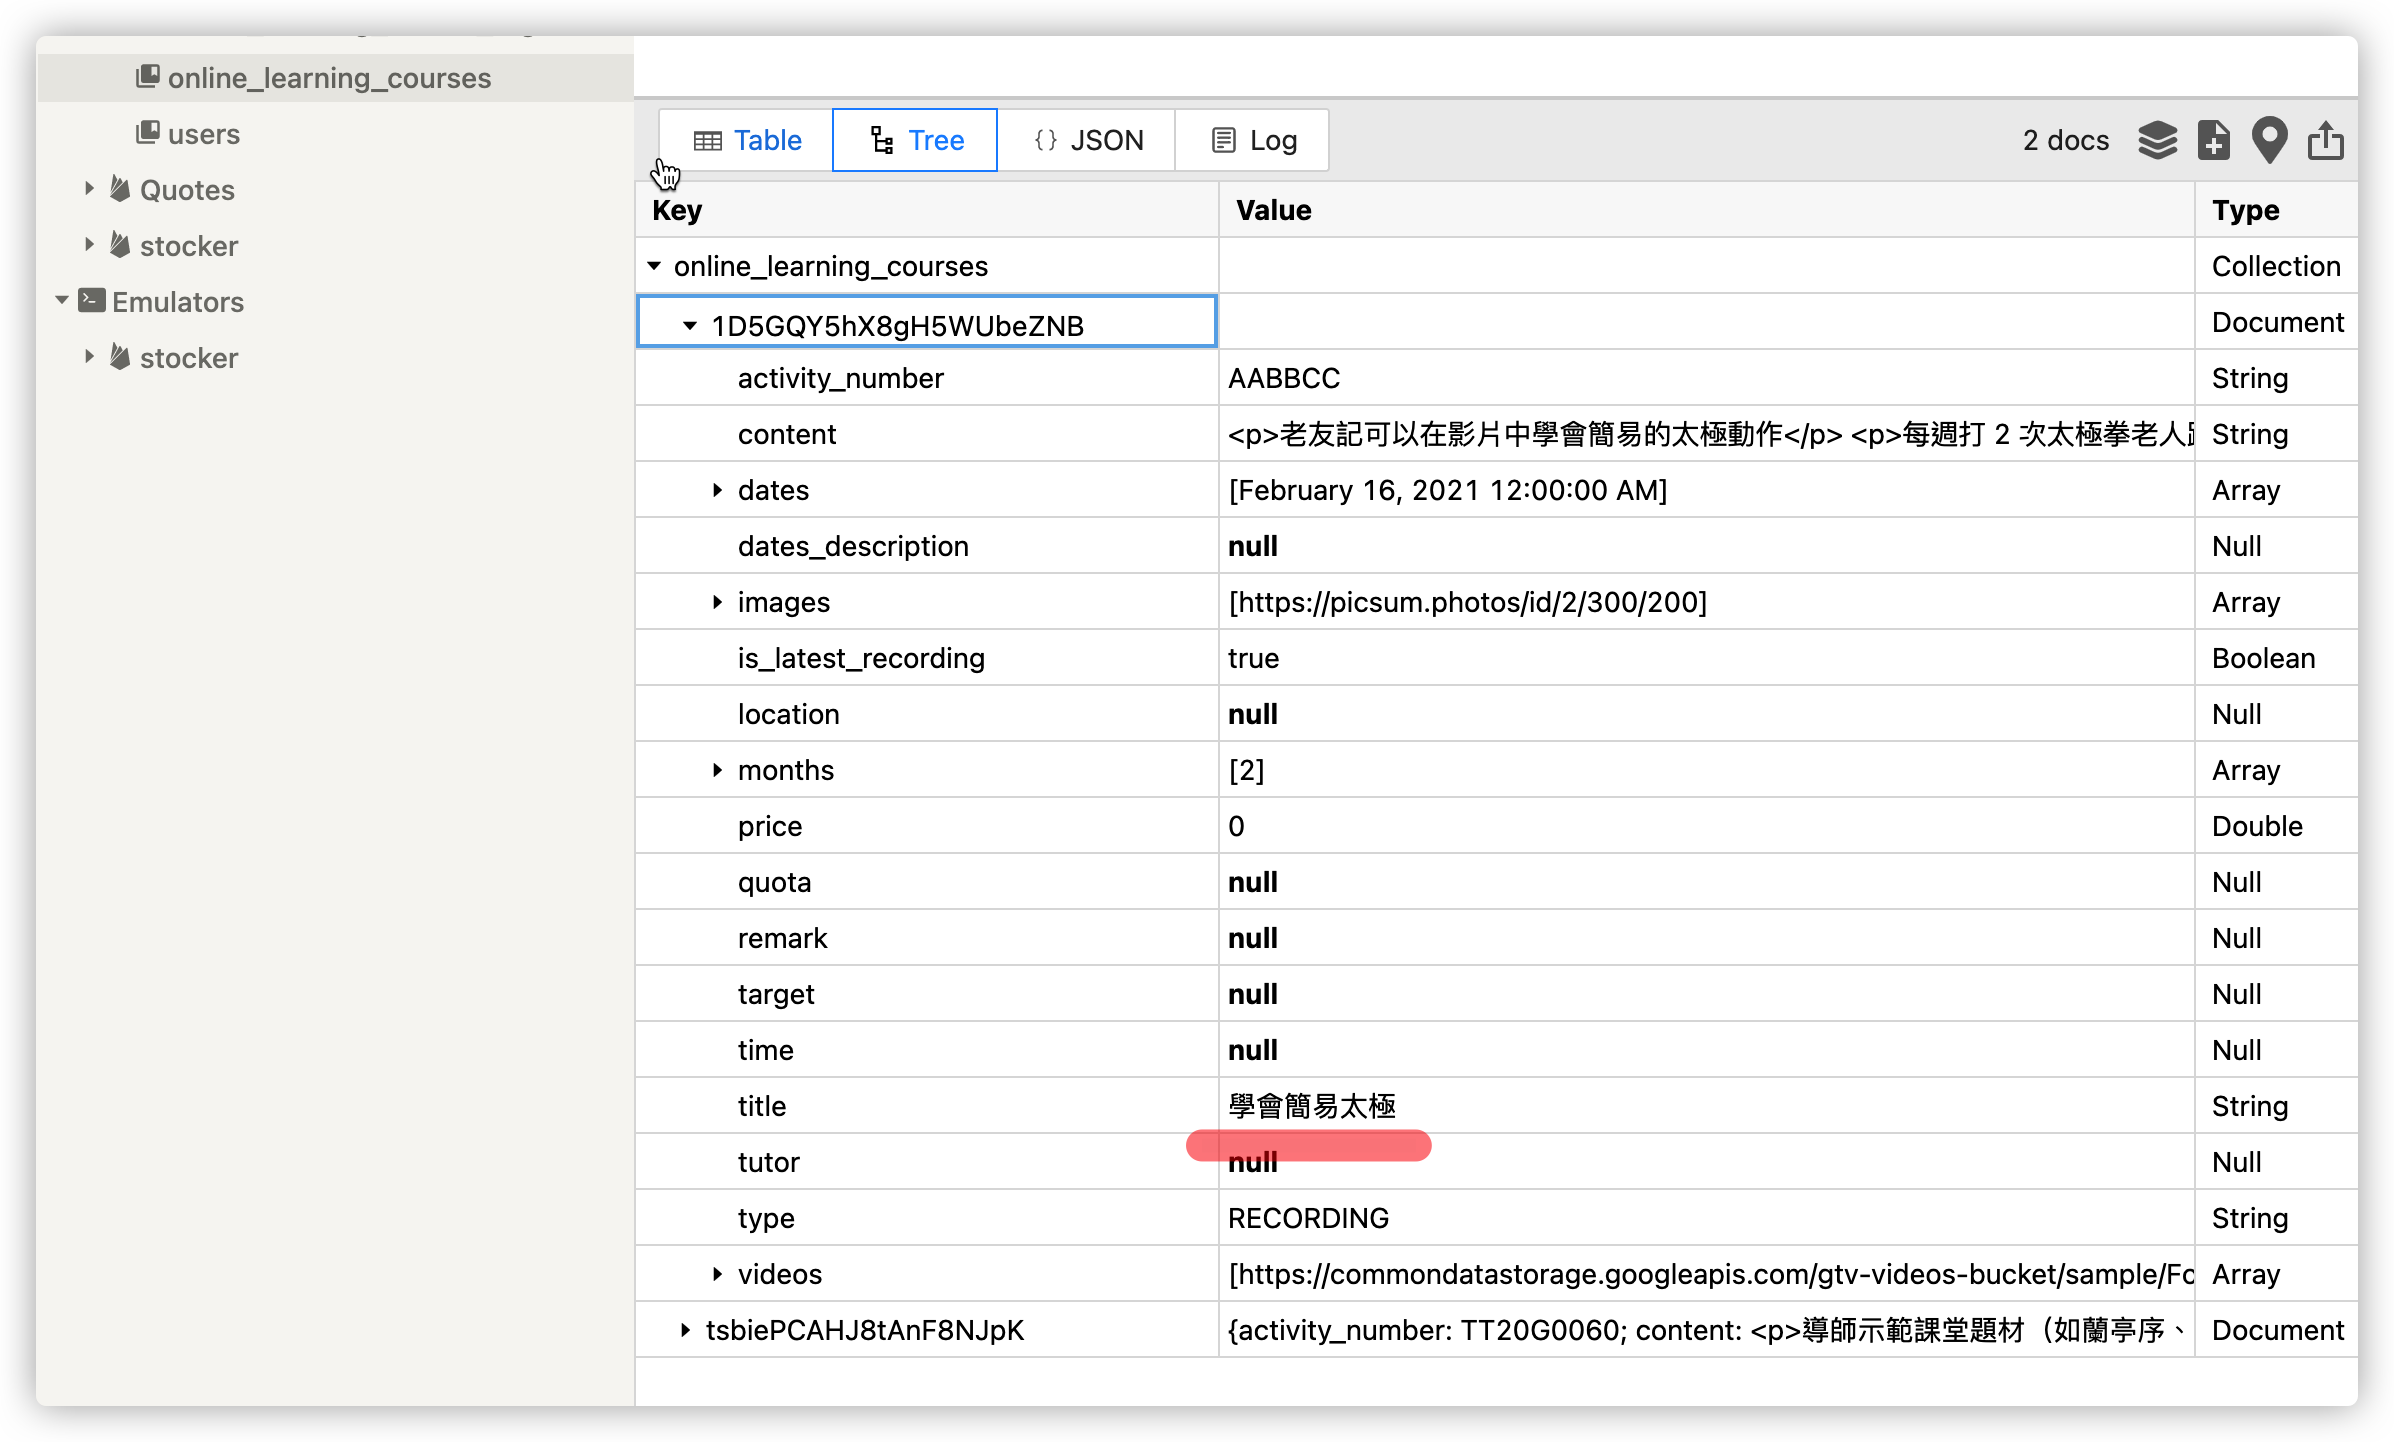 online_learning_courses
users
Quotes
stocker
Emulators
stocker
Table Tree {} JSON Log 2 docs
Key Value Type
online_learning_courses Collection
1D5GQY5hX8gH5WUbeZNB Document
activity_number AABBCC String
content <p>老友記可以在影片中學會簡易的太極動作</p> <p>每週打 2 次太極拳老人 String
dates [February 16, 2021 12:00:00 AM] Array
dates_description null Null
images [https://picsum.photos/id/2/300/200] Array
is_latest_recording true Boolean
location null Null
months [2] Array
price 0 Double
quota null Null
remark null Null
target null Null
time null Null
title 學會簡易太極 String
tutor null Null
type RECORDING String
videos [https://commondatastorage.googleapis.com/gtv-videos-bucket/sample/Fo Array
tsbiePCAHJ8tAnF8NJpK {activity_number: TT20G0060; content: <p>導師示範課堂題材（如蘭亭序、 Document